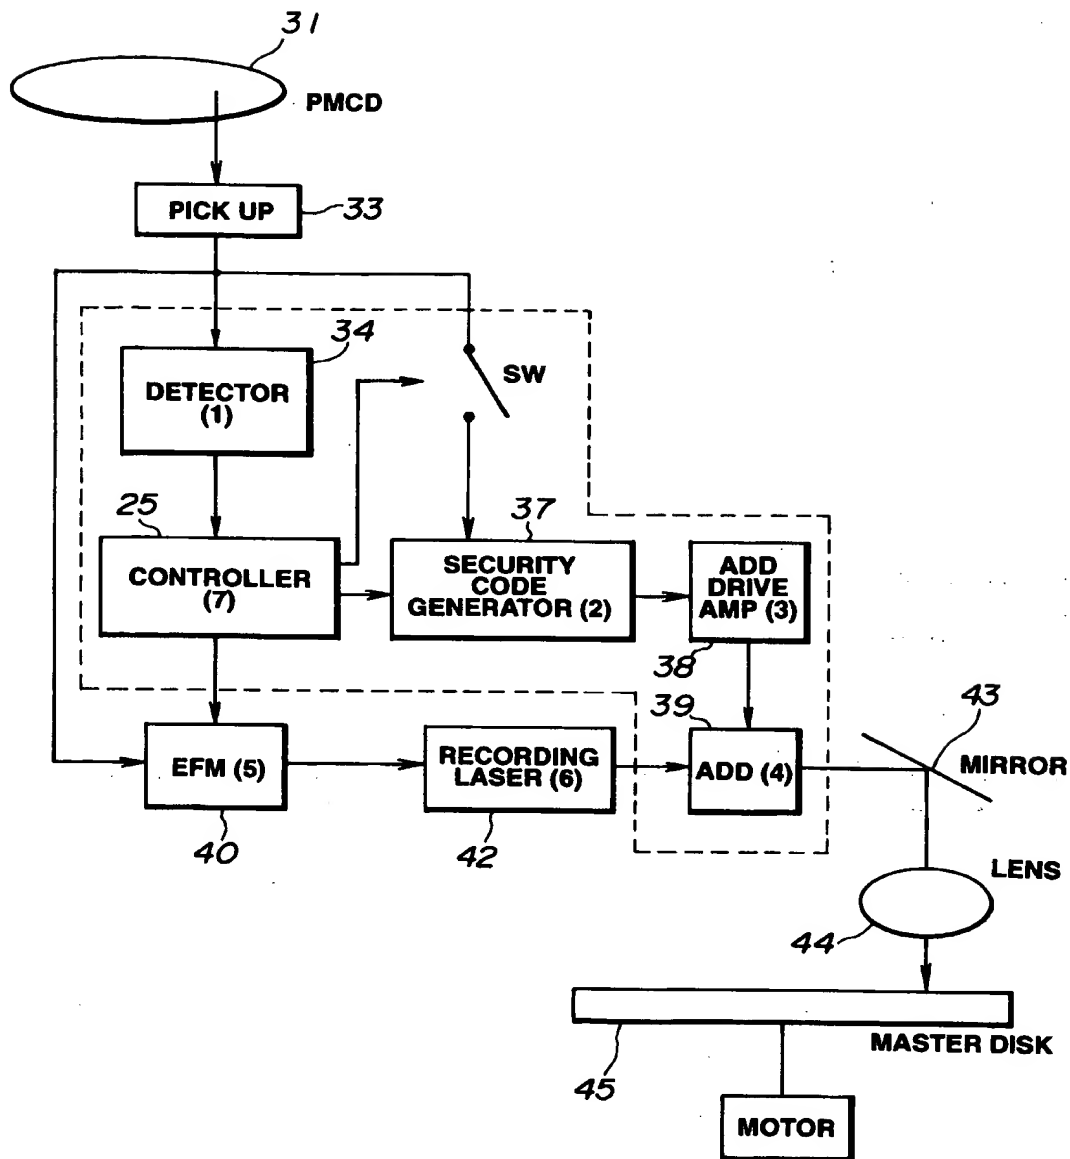 31
PMCD
PICK UP
33
34
DETECTOR
(1)
SW
25
37
CONTROLLER
(7)
SECURITY
CODE
GENERATOR (2)
ADD
DRIVE
AMP (3)
38
39
43
EFM (5)
RECORDING
LASER (6)
ADD (4)
MIRROR
40
42
LENS
44
MASTER DISK
45
MOTOR